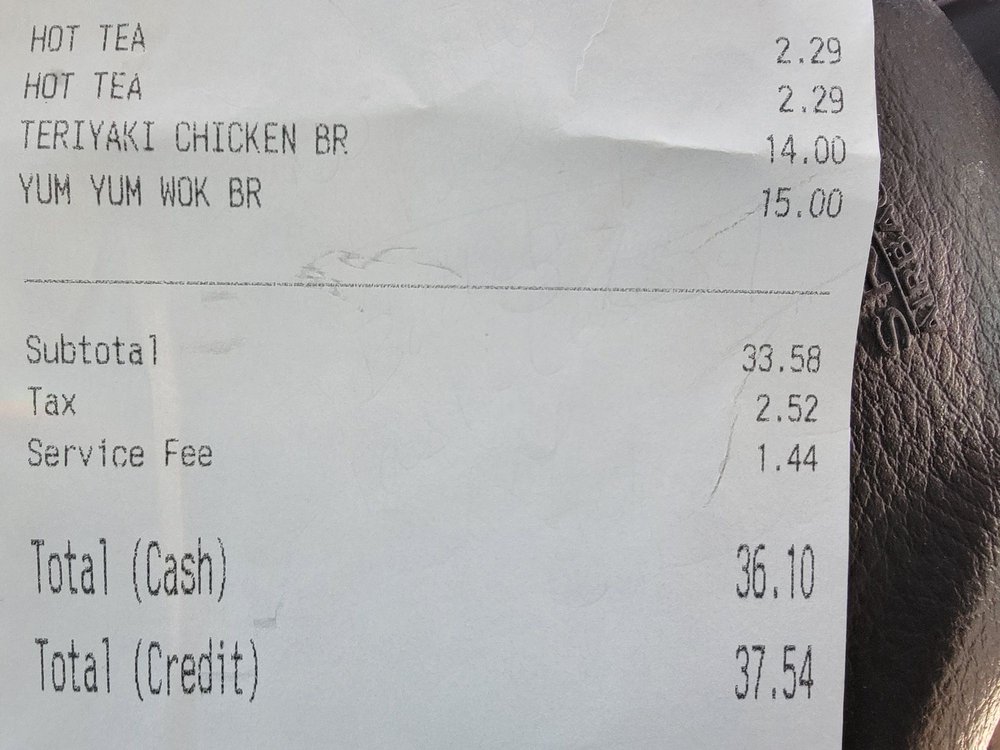 HOT TEA 2.29
HOT TEA 2.29
TERIYAKI CHICKEN BR 14.00
YUM YUM WOK BR 15.00
Subtotal 33.58
Tax 2.52
Service Fee 1.44
Total (Cash) 36.10
Total (Credit) 37.54